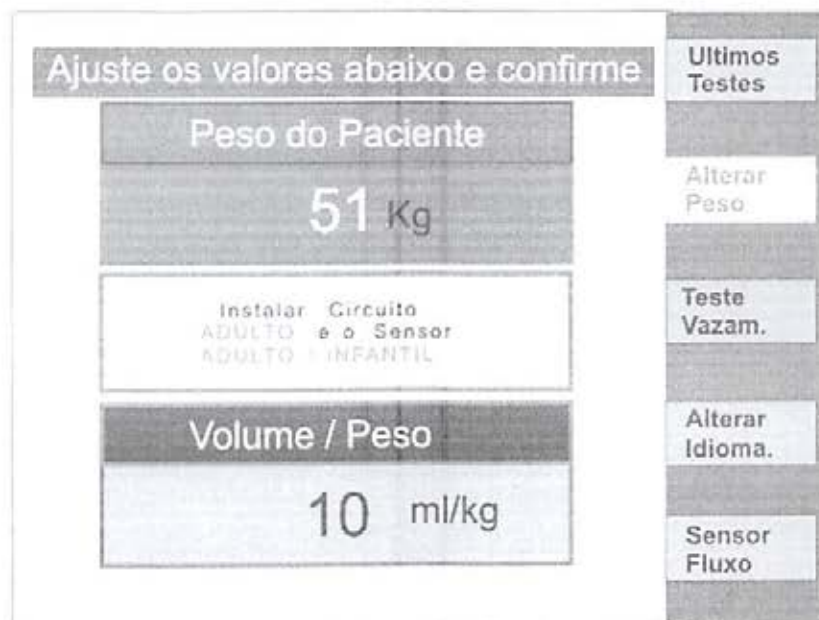 Ajuste os valores abaixo e confirme
Peso do Paciente
51 Kg
Instalar Circuito
ADULTO e o Sensor
ADULTO / INFANTIL
Volume / Peso
10 ml/kg
Ultimos
Testes
Alterar
Peso
Teste
Vazam.
Alterar
Idioma.
Sensor
Fluxo